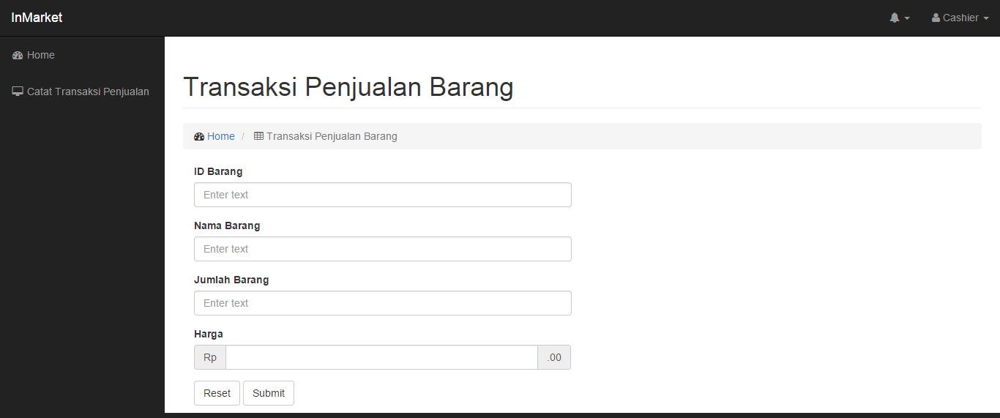 InMarket
Cashier
Home
Catat Transaksi Penjualan
Transaksi Penjualan Barang
Home / Transaksi Penjualan Barang
ID Barang
Enter text
Nama Barang
Enter text
Jumlah Barang
Enter text
Harga
Rp .00
Reset Submit